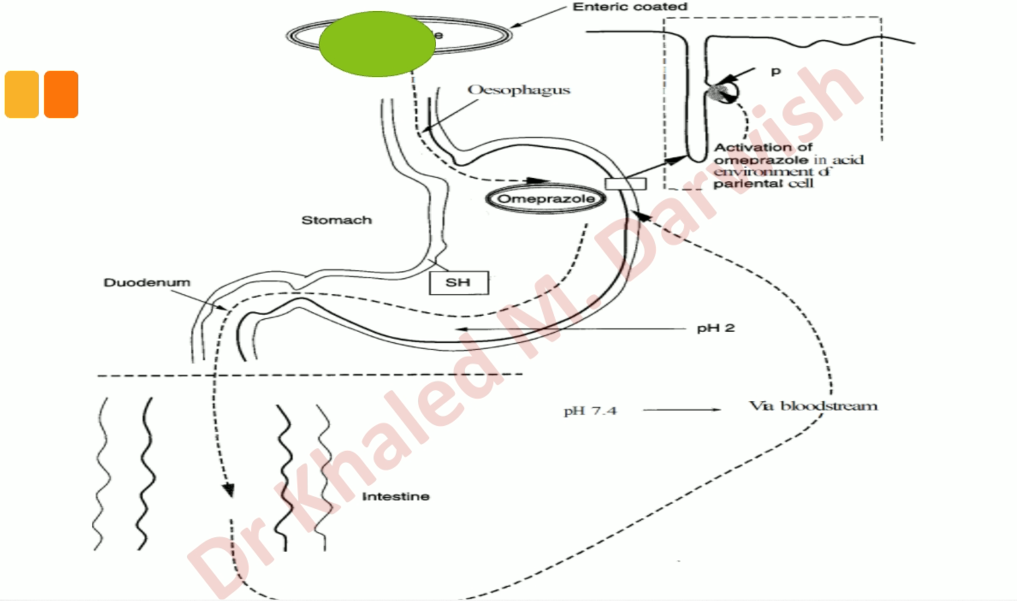 Enteric coated
e
P
Oesophagus
Activation of
omeprazole in acid
environment of
pariental cell
Omeprazole
Stomach
Duodenum
SH
pH 2
pH 7.4
Via bloodstream
Intestine
Dr Khaled M. Darwish